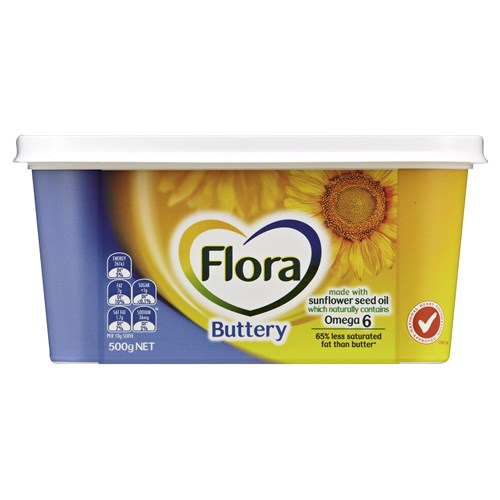 Flora
Buttery
made with
sunflower seed oil
which naturally contains
Omega 6
65% less saturated
fat than butter
ENERGY
FAT
SUGAR
SAT FAT
SODIUM
PER 10g SERVE
500g NET